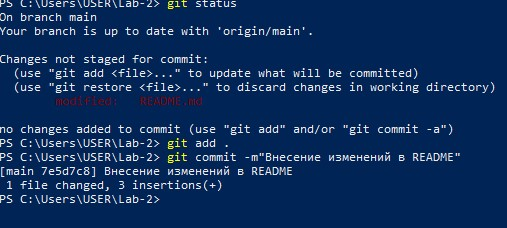 PS C:\Users\USER\Lab-2> git status
On branch main
Your branch is up to date with 'origin/main'.
Changes not staged for commit:
(use "git add <file>..." to update what will be committed)
(use "git restore <file>..." to discard changes in working directory)
modified: README.md
no changes added to commit (use "git add" and/or "git commit -a")
PS C:\Users\USER\Lab-2> git add .
PS C:\Users\USER\Lab-2> git commit -m"Внесение изменений в README"
[main 7e5d7c8] Внесение изменений в README
1 file changed, 3 insertions(+)
PS C:\Users\USER\Lab-2>